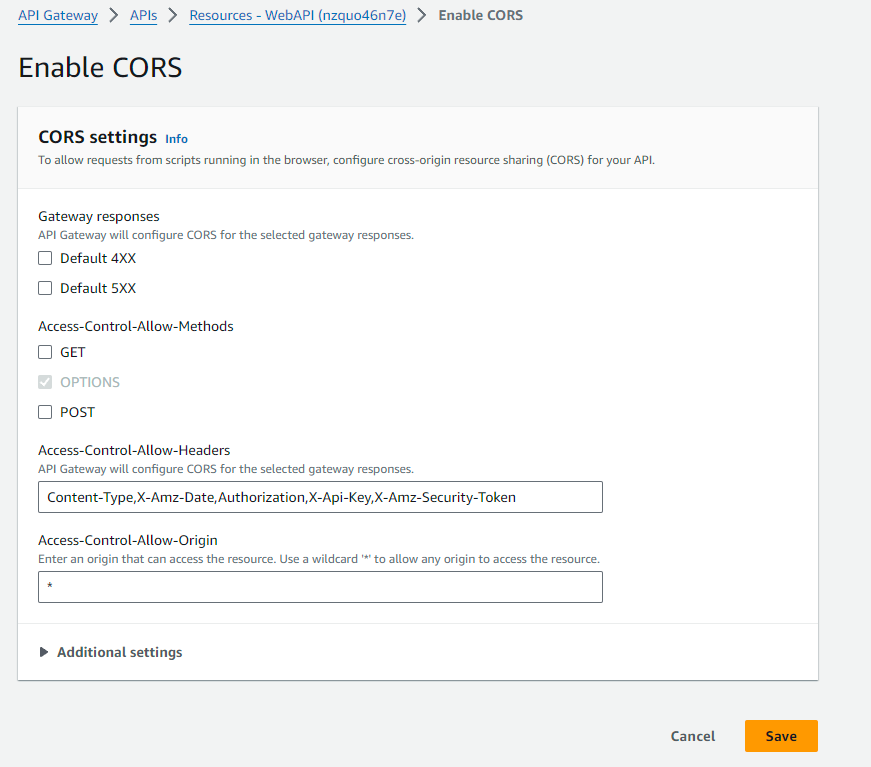 API Gateway > APIs > Resources - WebAPI (nzquo46n7e) > Enable CORS
Enable CORS
CORS settings Info
To allow requests from scripts running in the browser, configure cross-origin resource sharing (CORS) for your API.
Gateway responses
API Gateway will configure CORS for the selected gateway responses.
Default 4XX
Default 5XX
Access-Control-Allow-Methods
GET
OPTIONS
POST
Access-Control-Allow-Headers
API Gateway will configure CORS for the selected gateway responses.
Content-Type,X-Amz-Date,Authorization,X-Api-Key,X-Amz-Security-Token
Access-Control-Allow-Origin
Enter an origin that can access the resource. Use a wildcard '*' to allow any origin to access the resource.
*
Additional settings
Cancel Save